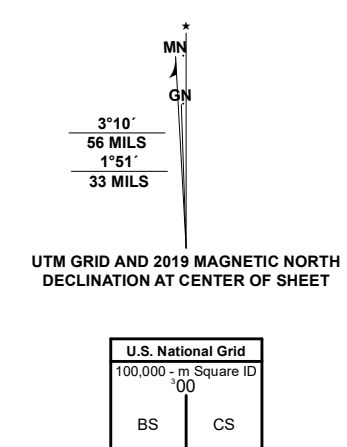 ★
MN
GN
3°10´
56 MILS
1°51´
33 MILS
UTM GRID AND 2019 MAGNETIC NORTH
DECLINATION AT CENTER OF SHEET
U.S. National Grid
100,000 - m Square ID
³00
BS CS